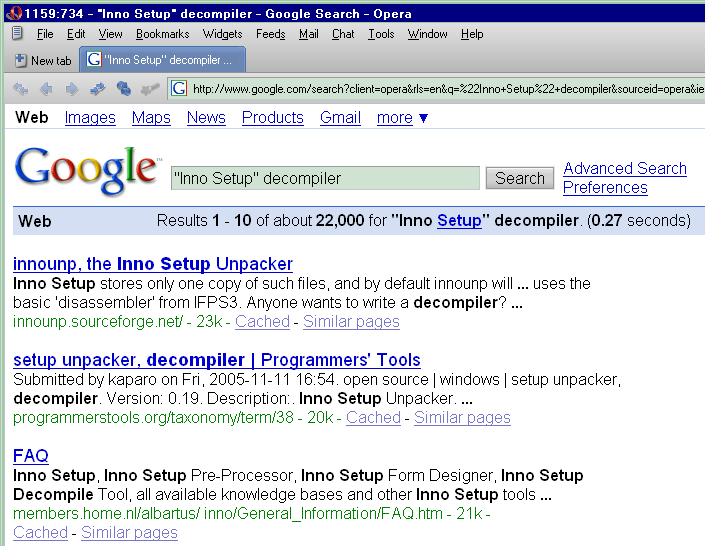 1159:734 - "Inno Setup" decompiler - Google Search - Opera
File Edit View Bookmarks Widgets Feeds Mail Chat Tools Window Help
New tab "Inno Setup" decompiler ...
http://www.google.com/search?client=opera&rls=en&q=%22Inno+Setup%22+decompiler&sourceid=opera&ie
Web Images Maps News Products Gmail more ▼
Google™ "Inno Setup" decompiler Search Advanced Search
Preferences
Web Results 1 - 10 of about 22,000 for "Inno Setup" decompiler. (0.27 seconds)
innounp, the Inno Setup Unpacker
Inno Setup stores only one copy of such files, and by default innounp will ... uses the
basic 'disassembler' from IFPS3. Anyone wants to write a decompiler? ...
innounp.sourceforge.net/ - 23k - Cached - Similar pages
setup unpacker, decompiler | Programmers' Tools
Submitted by kaparo on Fri, 2005-11-11 16:54. open source | windows | setup unpacker,
decompiler. Version: 0.19. Description:. Inno Setup Unpacker. ...
programmerstools.org/taxonomy/term/38 - 20k - Cached - Similar pages
FAQ
Inno Setup, Inno Setup Pre-Processor, Inno Setup Form Designer, Inno Setup
Decompile Tool, all available knowledge bases and other Inno Setup tools ...
members.home.nl/albartus/ inno/General_Information/FAQ.htm - 21k -
Cached - Similar pages